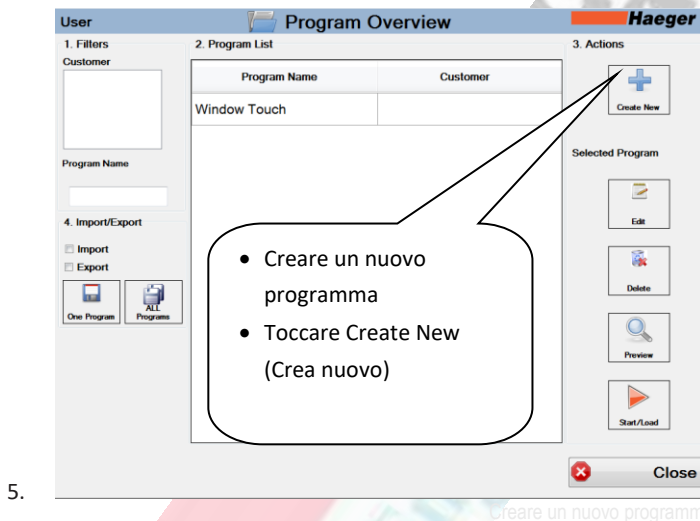 User
Program Overview
Haeger
1. Filters
Customer
Program Name
4. Import/Export
Import
Export
One Program
ALL
Programs
2. Program List
Program Name
Customer
Window Touch
• Creare un nuovo
programma
• Toccare Create New
(Crea nuovo)
3. Actions
Create New
Selected Program
Edit
Delete
Preview
Start/Load
Close
5.
Creare un nuovo programm